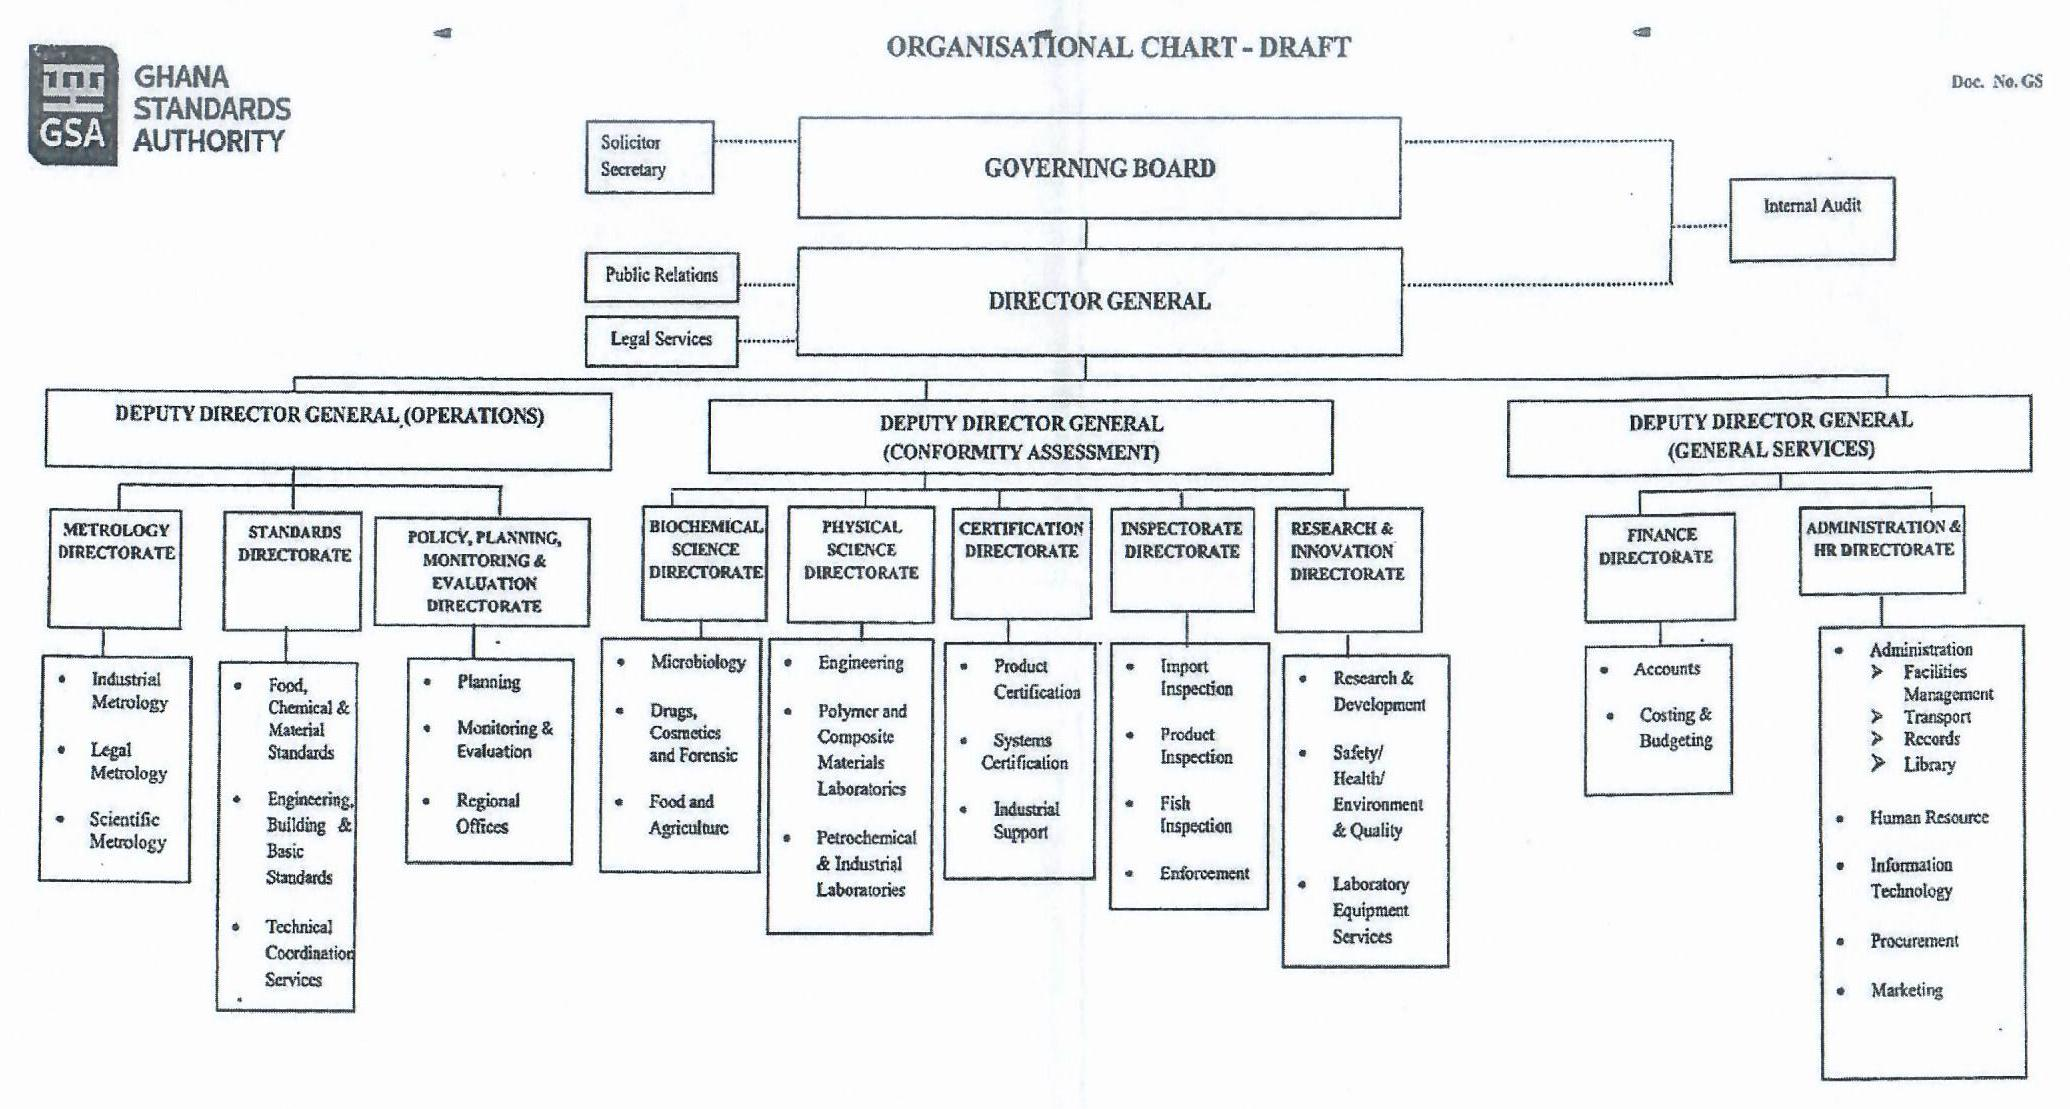 ORGANISATIONAL CHART - DRAFT
GSA
GHANA
STANDARDS
AUTHORITY
Doc. No. GS
Solicitor
Secretary
GOVERNING BOARD
Internal Audit
Public Relations
Legal Services
DIRECTOR GENERAL
DEPUTY DIRECTOR GENERAL (OPERATIONS)
DEPUTY DIRECTOR GENERAL
(CONFORMITY ASSESSMENT)
DEPUTY DIRECTOR GENERAL
(GENERAL SERVICES)
METROLOGY
DIRECTORATE
STANDARDS
DIRECTORATE
POLICY, PLANNING,
MONITORING &
EVALUATION
DIRECTORATE
BIOCHEMICAL
SCIENCE
DIRECTORATE
PHYSICAL
SCIENCE
DIRECTORATE
CERTIFICATION
DIRECTORATE
INSPECTORATE
DIRECTORATE
RESEARCH &
INNOVATION
DIRECTORATE
FINANCE
DIRECTORATE
ADMINISTRATION &
HR DIRECTORATE
• Industrial
Metrology
• Legal
Metrology
• Scientific
Metrology
• Food,
Chemical &
Material
Standards
• Engineering,
Building &
Basic
Standards
• Technical
Coordination
Services
• Planning
• Monitoring &
Evaluation
• Regional
Offices
• Microbiology
• Drugs,
Cosmetics
and Forensic
• Food and
Agriculture
• Engineering
• Polymer and
Composite
Materials
Laboratories
• Petrochemical
& Industrial
Laboratories
• Product
Certification
• Systems
Certification
• Industrial
Support
• Import
Inspection
• Product
Inspection
• Fish
Inspection
• Enforcement
• Research &
Development
• Safety/
Health/
Environment
& Quality
• Laboratory
Equipment
Services
• Accounts
• Costing &
Budgeting
• Administration
➢ Facilities
Management
➢ Transport
➢ Records
➢ Library
• Human Resource
• Information
Technology
• Procurement
• Marketing